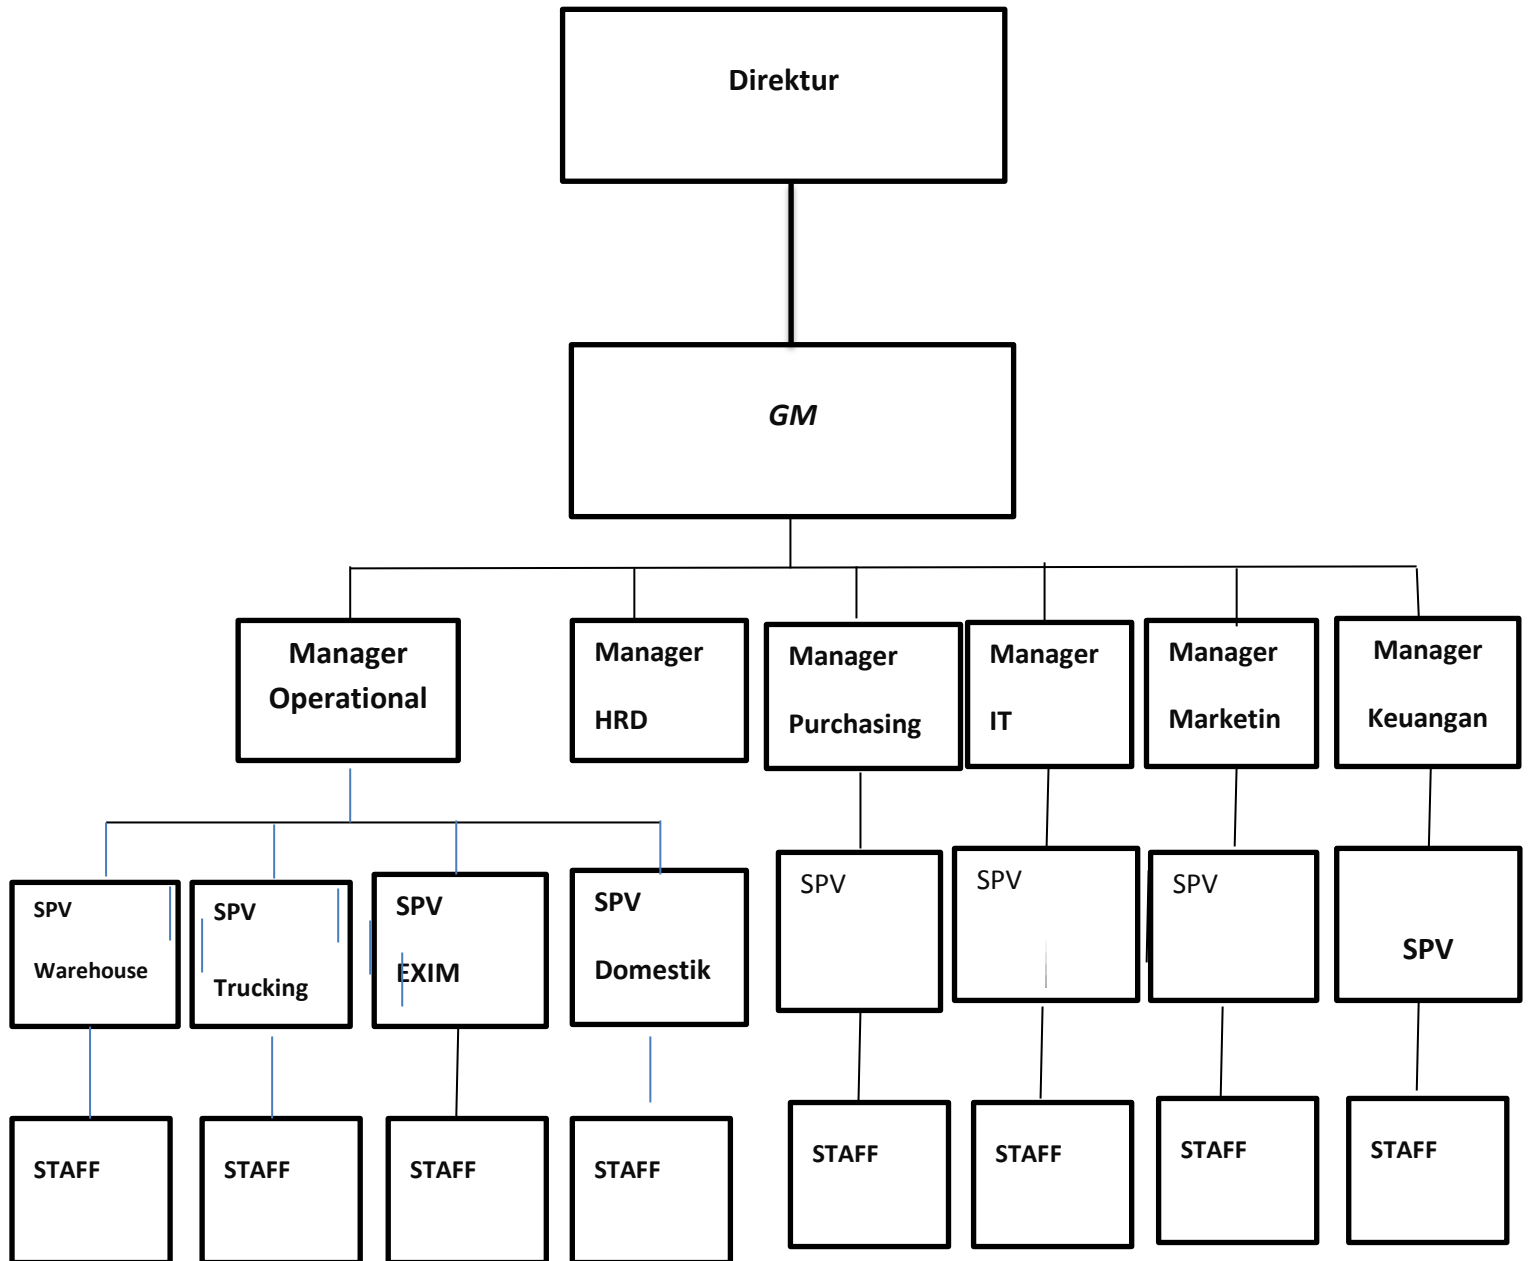 Direktur
GM
Manager
Operational
Manager
HRD
Manager
Purchasing
Manager
IT
Manager
Marketin
Manager
Keuangan
SPV
Warehouse
SPV
Trucking
SPV
EXIM
SPV
Domestik
SPV
SPV
SPV
SPV
STAFF
STAFF
STAFF
STAFF
STAFF
STAFF
STAFF
STAFF